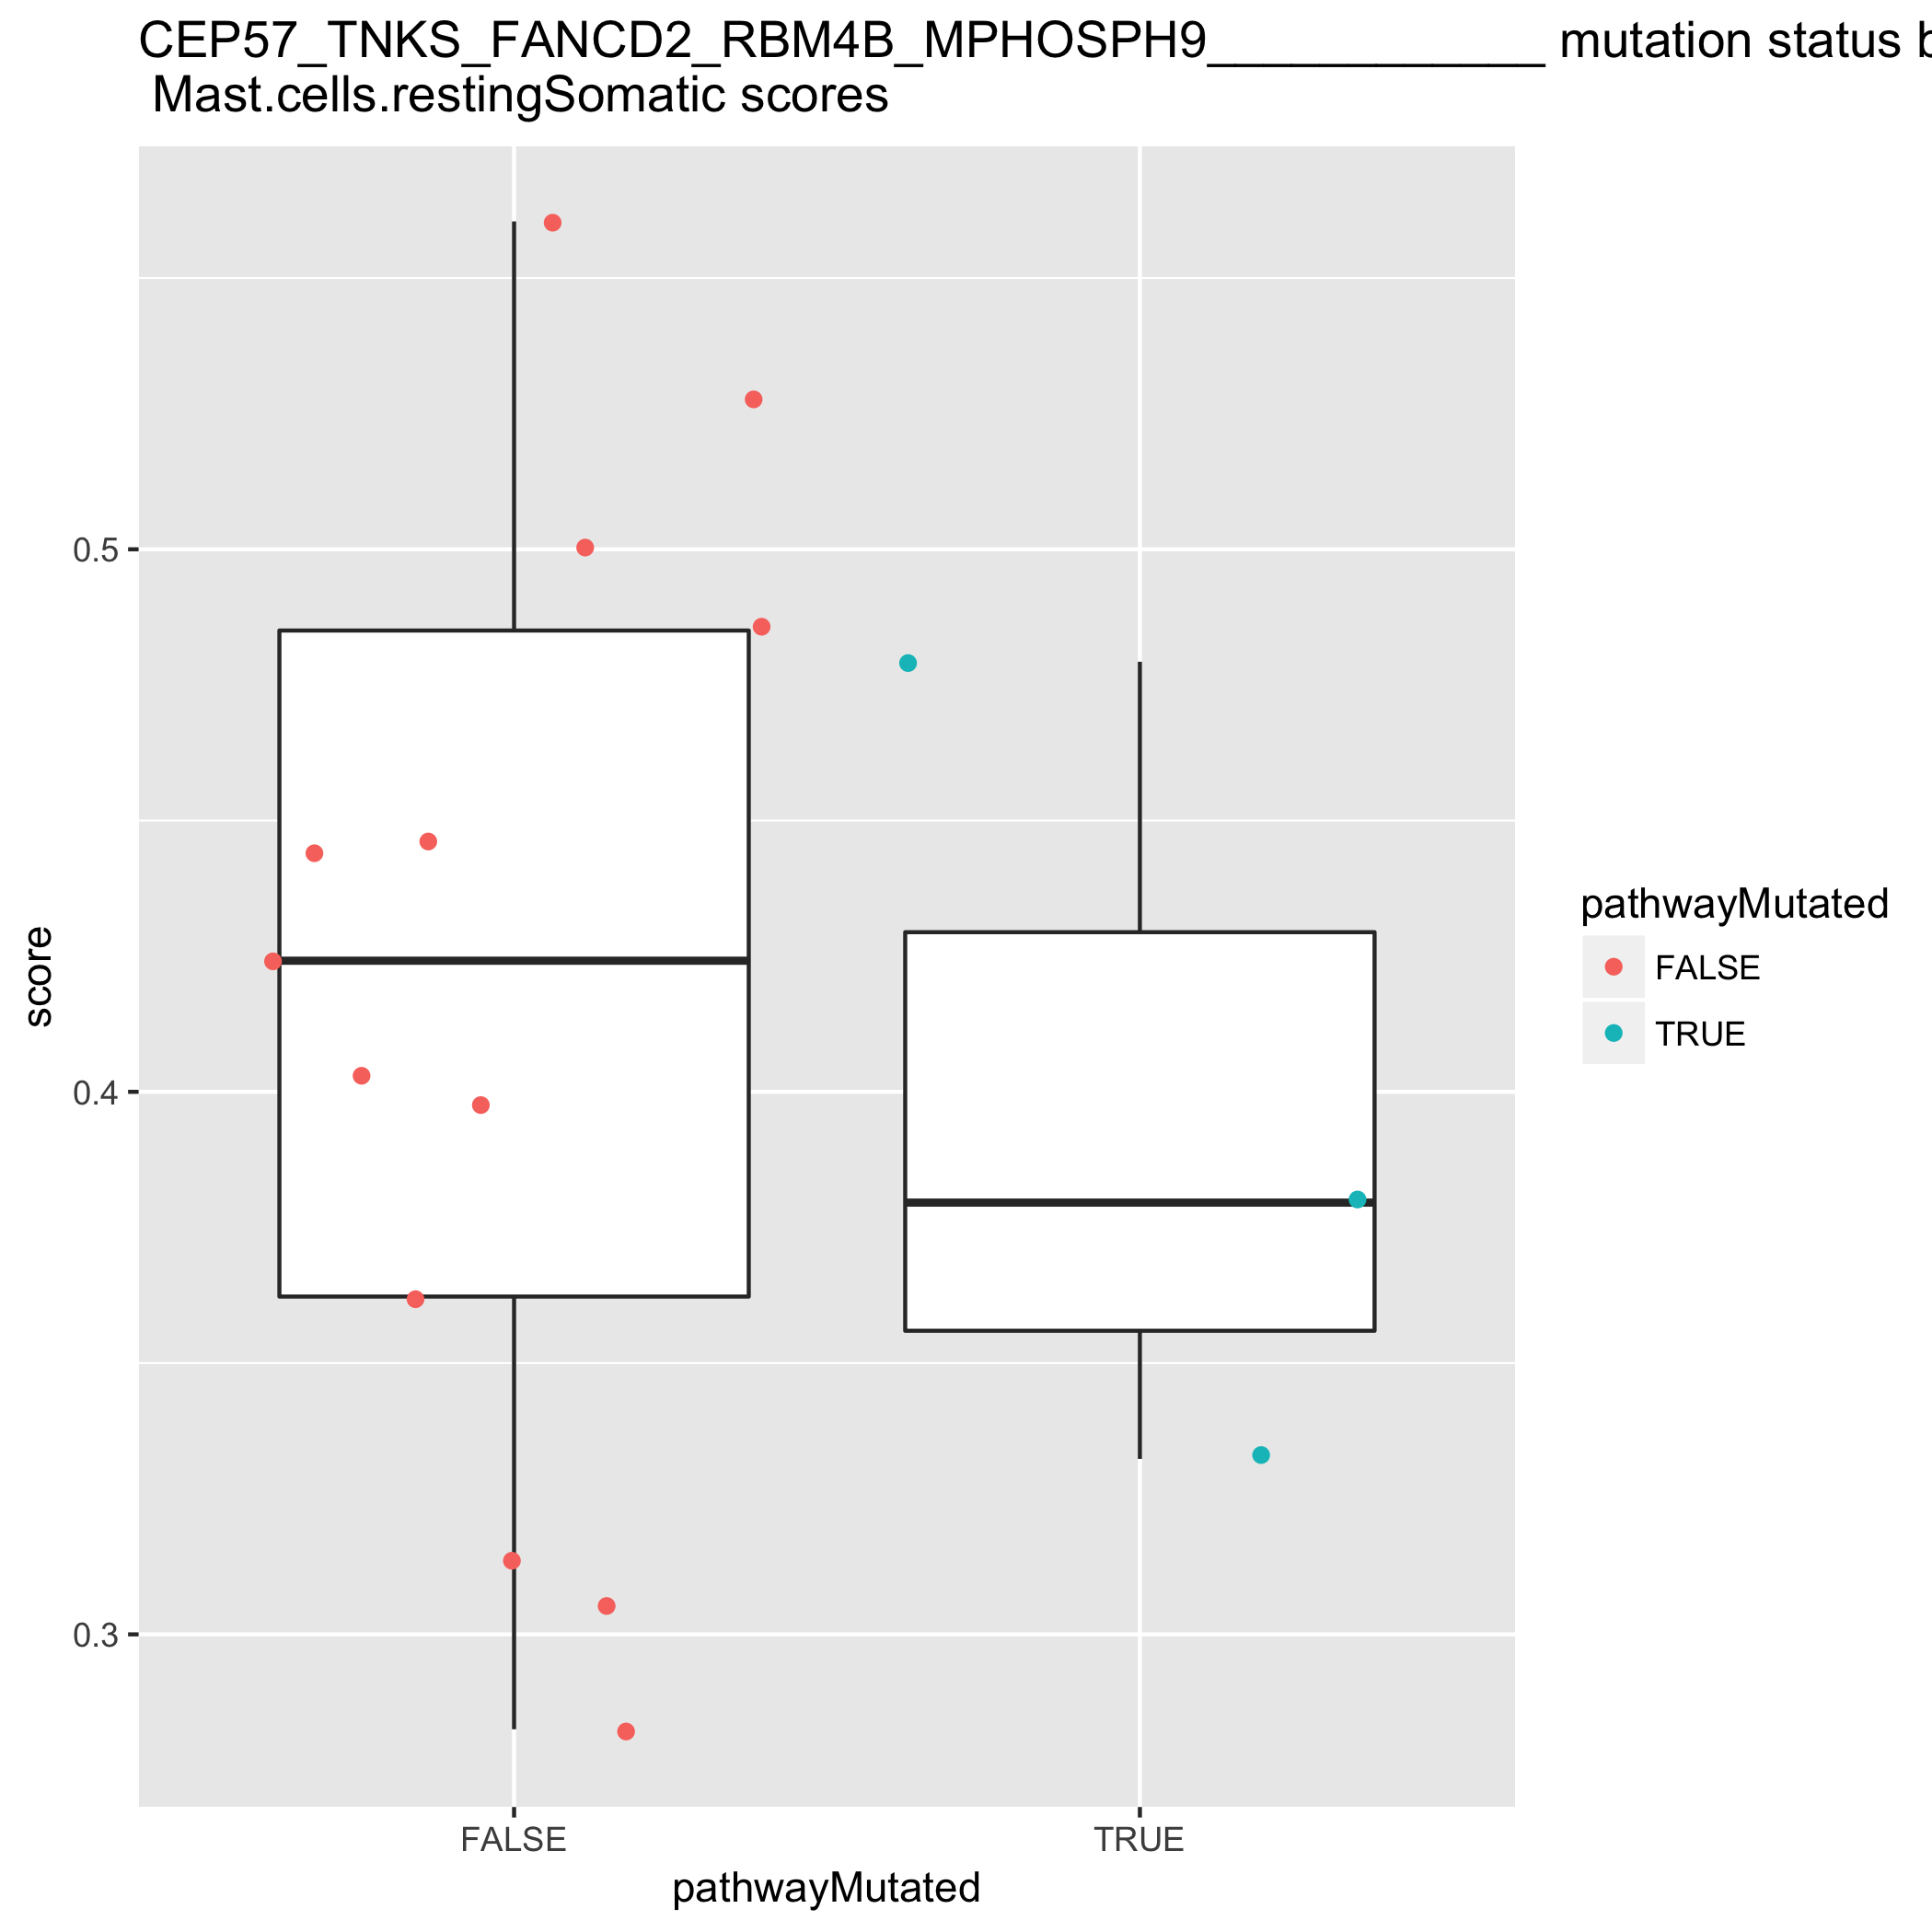 CEP57_TNKS_FANCD2_RBM4B_MPHOSPH9____________ mutation status b
Mast.cells.restingSomatic scores
0.5
0.4
0.3
score
FALSE
TRUE
pathwayMutated
pathwayMutated
FALSE
TRUE